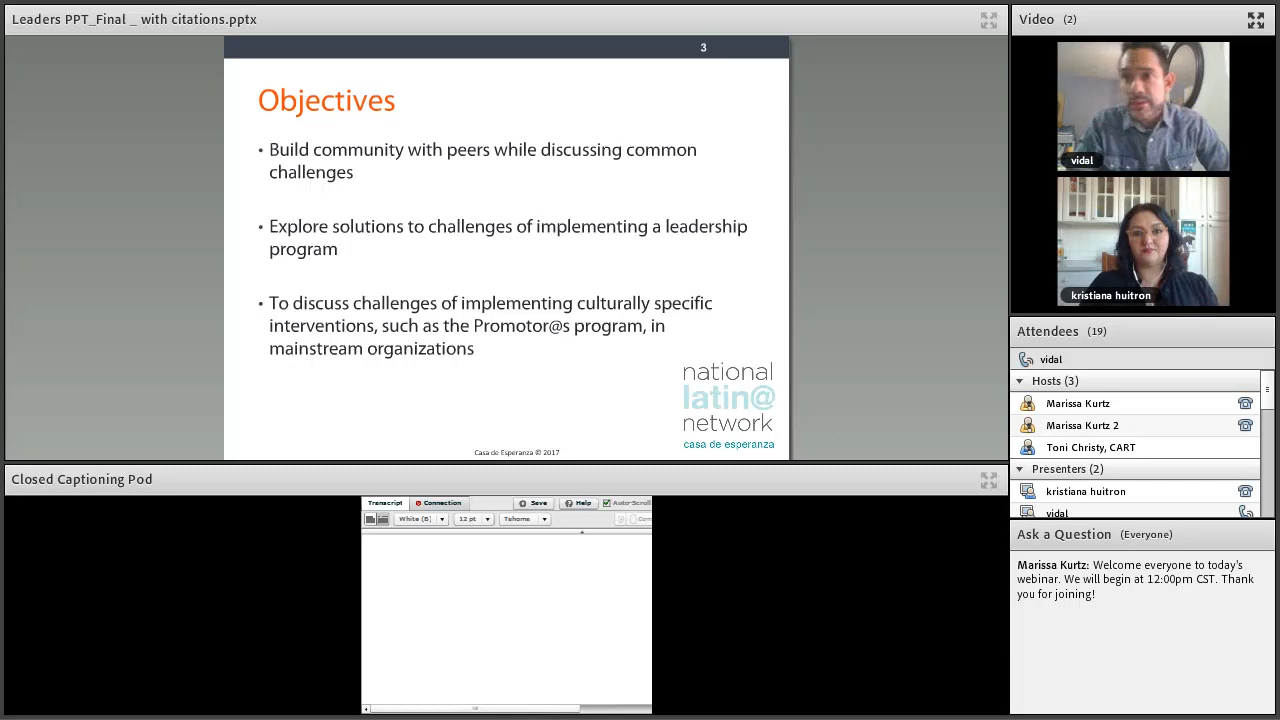 Leaders PPT_Final _ with citations.pptx
3
Objectives
• Build community with peers while discussing common
challenges
• Explore solutions to challenges of implementing a leadership
program
• To discuss challenges of implementing culturally specific
interventions, such as the Promotor@s program, in
mainstream organizations
national
latin@
network
casa de esperanza
Casa de Esperanza © 2017
Closed Captioning Pod
Transcript
Connection
Save
Help
Auto-Scroll
White (B)
12 pt
Tahoma
Video (2)
vidal
kristiana huitron
Attendees (19)
vidal
Hosts (3)
Marissa Kurtz
Marissa Kurtz 2
Toni Christy, CART
Presenters (2)
kristiana huitron
vidal
Ask a Question (Everyone)
Marissa Kurtz: Welcome everyone to today's
webinar. We will begin at 12:00pm CST. Thank
you for joining!